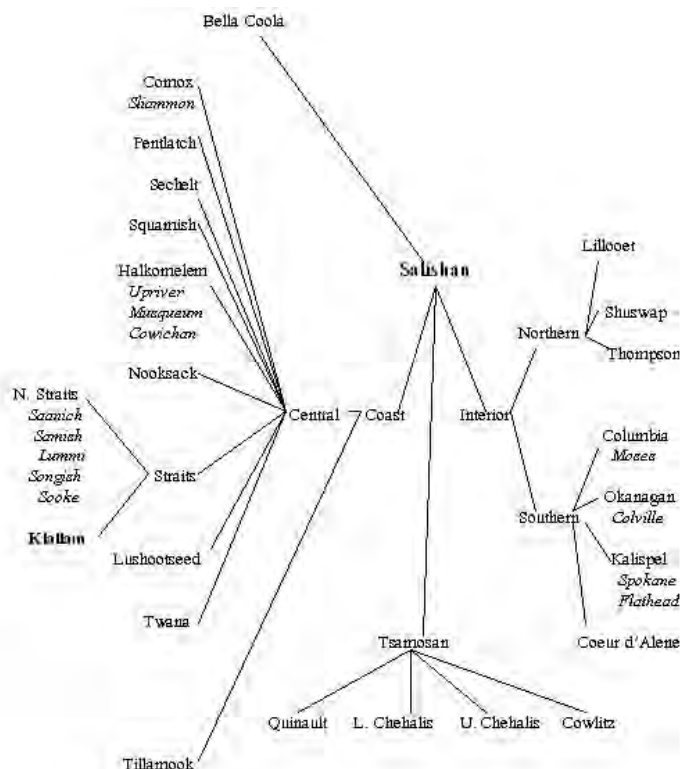 Bella Coola
Comox
Shammon
Pentlatch
Sechelt
Squamish
Halkomelem
Upriver
Musqueum
Cowichan
Nooksack
N. Straits
Saanich
Samish
Lummi
Songish
Sooke
Klallam
Straits
Lushootseed
Twana
Central
Coast
Tillamook
Salishan
Interior
Northern
Lillooet
Shuswap
Thompson
Southern
Columbia
Moses
Okanagan
Colville
Kalispel
Spokane
Flathead
Coeur d'Alene
Tsamosan
Quinault
L. Chehalis
U. Chehalis
Cowlitz